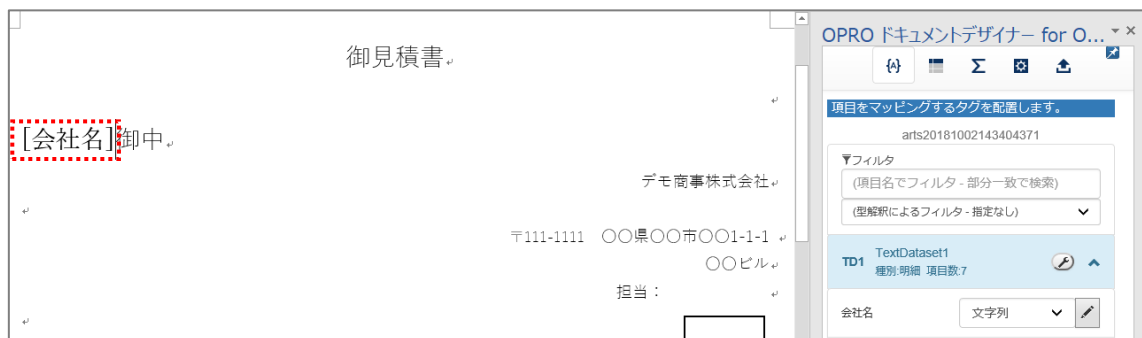 御見積書
[会社名]御中
デモ商事株式会社
〒111-1111　〇〇県〇〇市〇〇1-1-1
〇〇ビル
担当：
OPRO ドキュメントデザイナー for O...
{A}
Σ
項目をマッピングするタグを配置します。
arts20181002143404371
フィルタ
(項目名でフィルタ - 部分一致で検索)
(型解釈によるフィルタ - 指定なし)
TD1 TextDataset1
種別:明細 項目数:7
会社名 文字列